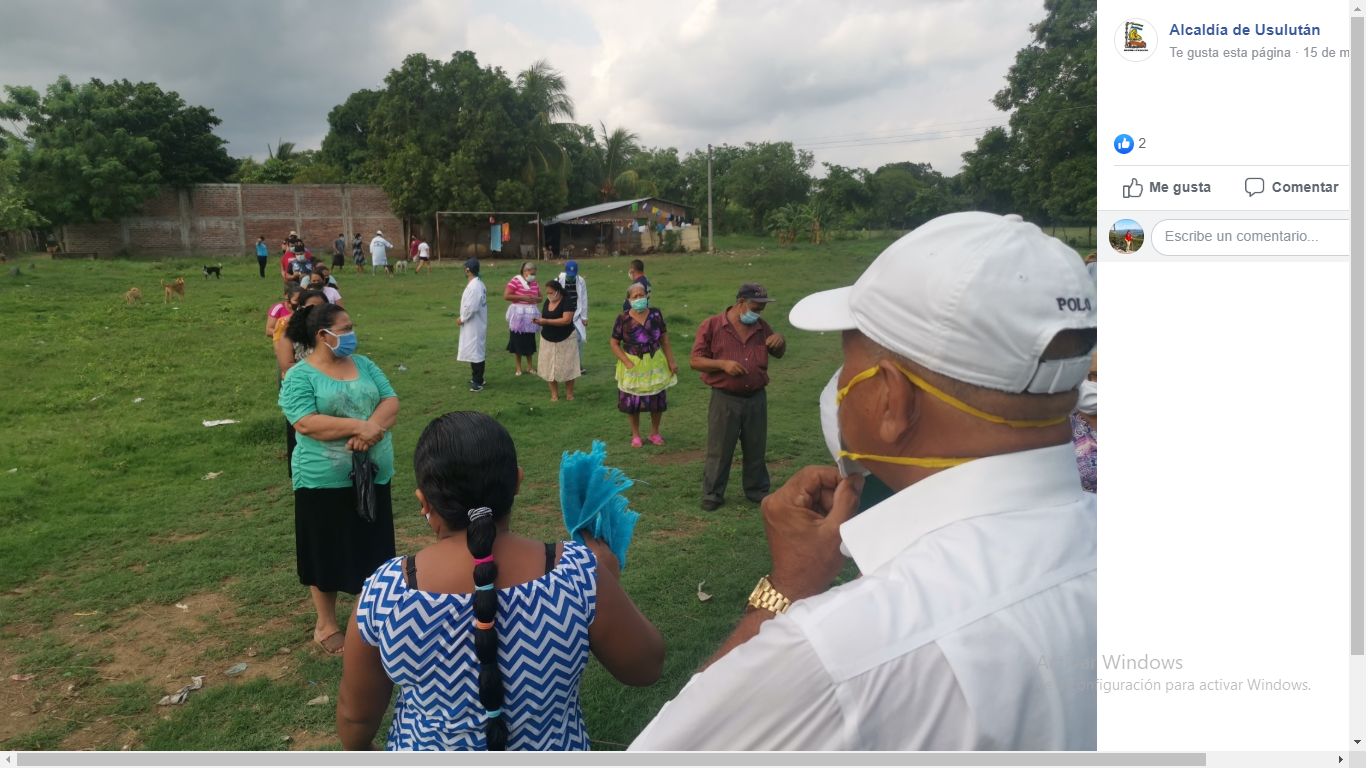 Alcaldía de Usulután
Te gusta esta página · 15 de m
2
Me gusta
Comentar
Escribe un comentario...
POLO
Windows
configuración para activar Windows.